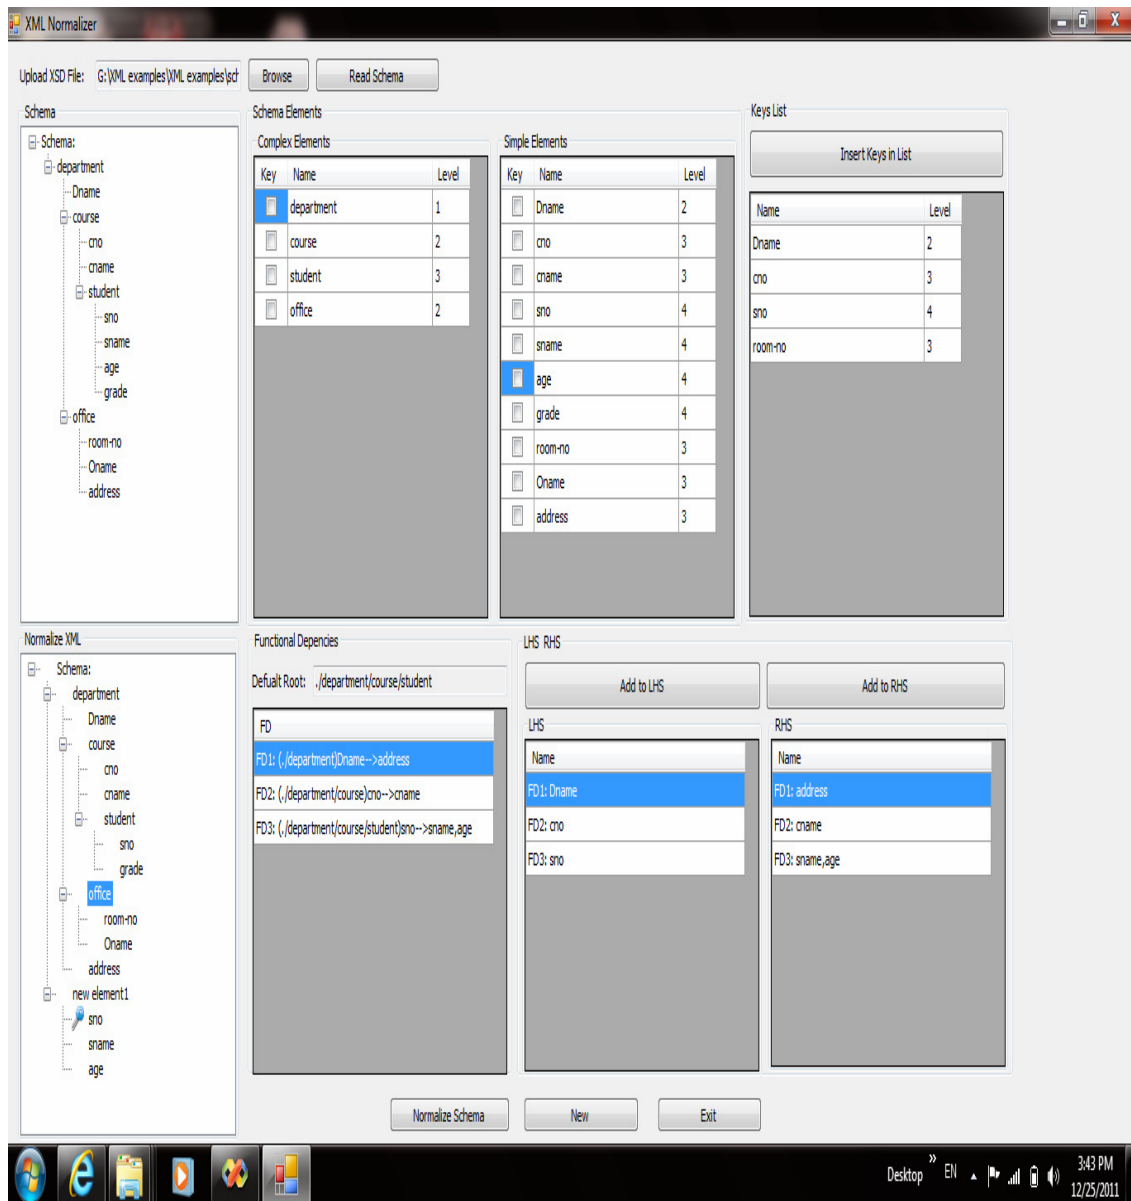 XML Normalizer
Upload XSD File: G:\XML examples\XML examples\sch Browse Read Schema
Schema
Schema:
department
Dname
course
cno
cname
student
sno
sname
age
grade
office
room-no
Oname
address
Schema Elements
Complex Elements
Key Name Level
department 1
course 2
student 3
office 2
Simple Elements
Key Name Level
Dname 2
cno 3
cname 3
sno 4
sname 4
age 4
grade 4
room-no 3
Oname 3
address 3
Keys List
Insert Keys in List
Name Level
Dname 2
cno 3
sno 4
room-no 3
Normalize XML
Schema:
department
Dname
course
cno
cname
student
sno
grade
office
room-no
Oname
address
new element1
sno
sname
age
Functional Depencies
Defualt Root: ./department/course/student
FD
FD1: (./department)Dname-->address
FD2: (./department/course)cno-->cname
FD3: (./department/course/student)sno-->sname,age
LHS RHS
Add to LHS Add to RHS
LHS
Name
FD1: Dname
FD2: cno
FD3: sno
RHS
Name
FD1: address
FD2: cname
FD3: sname,age
Normalize Schema New Exit
Desktop » EN 3:43 PM
12/25/2011